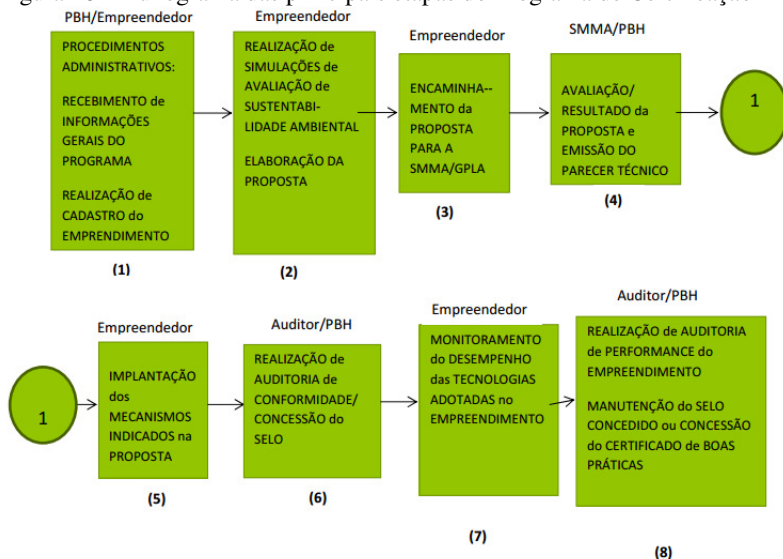 PBH/Empreendedor
PROCEDIMENTOS
ADMINISTRATIVOS:
RECEBIMENTO de
INFORMAÇÕES
GERAIS DO
PROGRAMA
REALIZAÇÃO de
CADASTRO do
EMPRENDIMENTO
(1)
Empreendedor
REALIZAÇÃO de
SIMULAÇÕES de
AVALIAÇÃO de
SUSTENTABI-
LIDADE AMBIENTAL
ELABORAÇÃO DA
PROPOSTA
(2)
Empreendedor
ENCAMINHA--
MENTO da
PROPOSTA
PARA A
SMMA/GPLA
(3)
SMMA/PBH
AVALIAÇÃO/
RESULTADO da
PROPOSTA e
EMISSÃO DO
PARECER TÉCNICO
(4)
1
1
Empreendedor
IMPLANTAÇÃO
dos
MECANISMOS
INDICADOS na
PROPOSTA
(5)
Auditor/PBH
REALIZAÇÃO de
AUDITORIA de
CONFORMIDADE/
CONCESSÃO do
SELO
(6)
Empreendedor
MONITORAMENTO
do DESEMPENHO
das TECNOLOGIAS
ADOTADAS no
EMPREENDIMENTO
(7)
Auditor/PBH
REALIZAÇÃO de AUDITORIA
de PERFORMANCE do
EMPREENDIMENTO
MANUTENÇÃO do SELO
CONCEDIDO ou CONCESSÃO
do CERTIFICADO de BOAS
PRÁTICAS
(8)